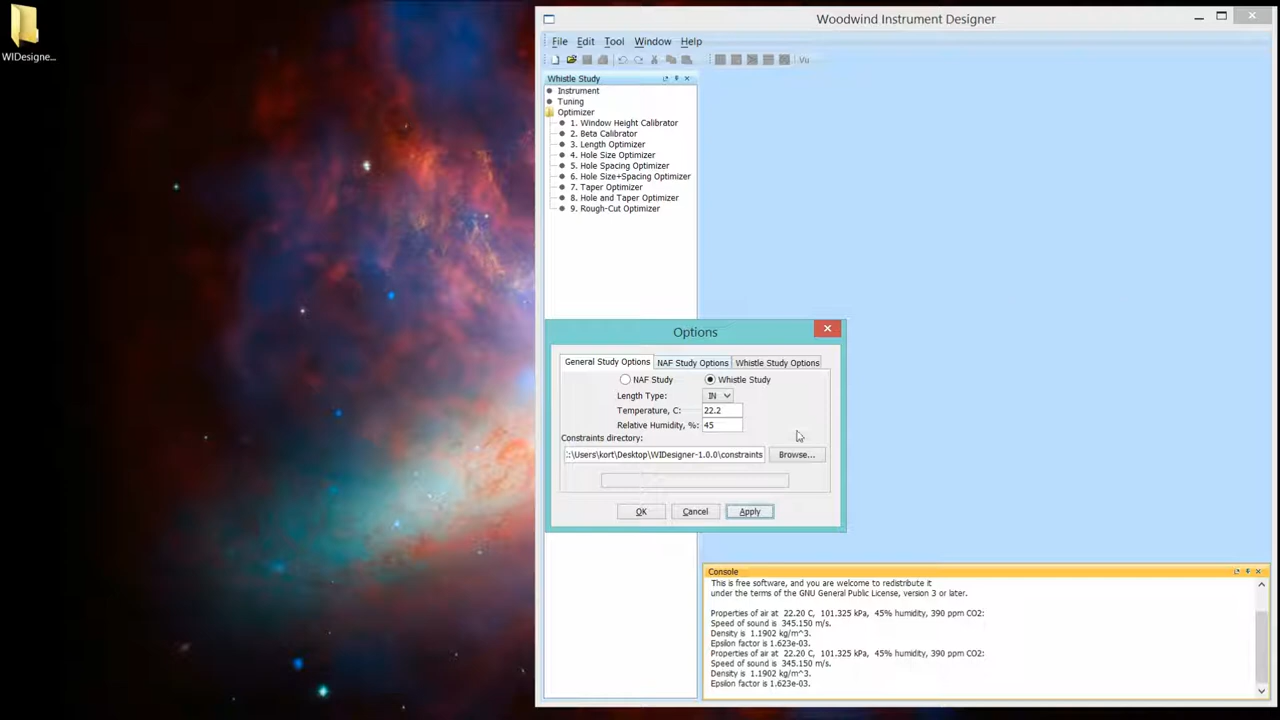 WIDesigne...
Woodwind Instrument Designer
File Edit Tool Window Help
Vu
Whistle Study
Instrument
Tuning
Optimizer
1. Window Height Calibrator
2. Beta Calibrator
3. Length Optimizer
4. Hole Size Optimizer
5. Hole Spacing Optimizer
6. Hole Size+Spacing Optimizer
7. Taper Optimizer
8. Hole and Taper Optimizer
9. Rough-Cut Optimizer
Options
General Study Options NAF Study Options Whistle Study Options
NAF Study Whistle Study
Length Type: IN
Temperature, C: 22.2
Relative Humidity, %: 45
Constraints directory:
:\Users\kort\Desktop\WIDesigner-1.0.0\constraints Browse...
OK Cancel Apply
Console
This is free software, and you are welcome to redistribute it
under the terms of the GNU General Public License, version 3 or later.
Properties of air at 22.20 C, 101.325 kPa, 45% humidity, 390 ppm CO2:
Speed of sound is 345.150 m/s.
Density is 1.1902 kg/m^3.
Epsilon factor is 1.623e-03.
Properties of air at 22.20 C, 101.325 kPa, 45% humidity, 390 ppm CO2:
Speed of sound is 345.150 m/s.
Density is 1.1902 kg/m^3.
Epsilon factor is 1.623e-03.